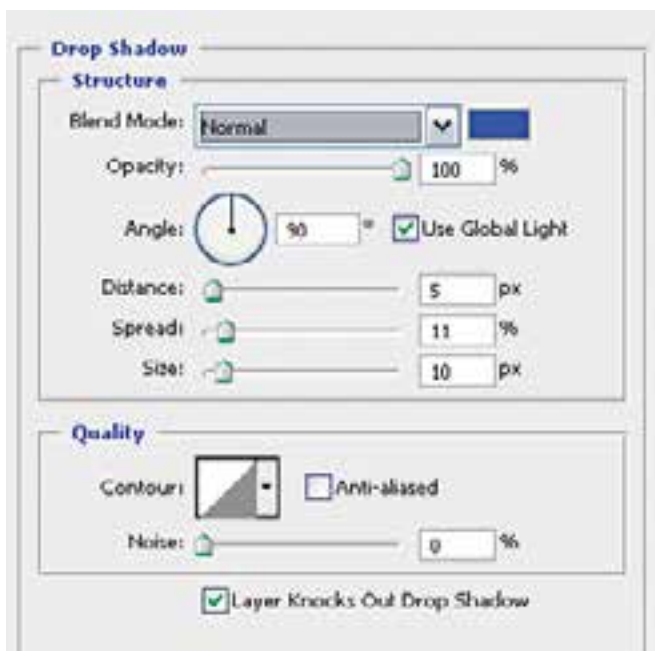 Drop Shadow
Structure
Blend Mode: Normal
Opacity: 100 %
Angle: 90 ° Use Global Light
Distance: 5 px
Spread: 11 %
Size: 10 px
Quality
Contour: Anti-aliased
Noise: 0 %
Layer Knocks Out Drop Shadow